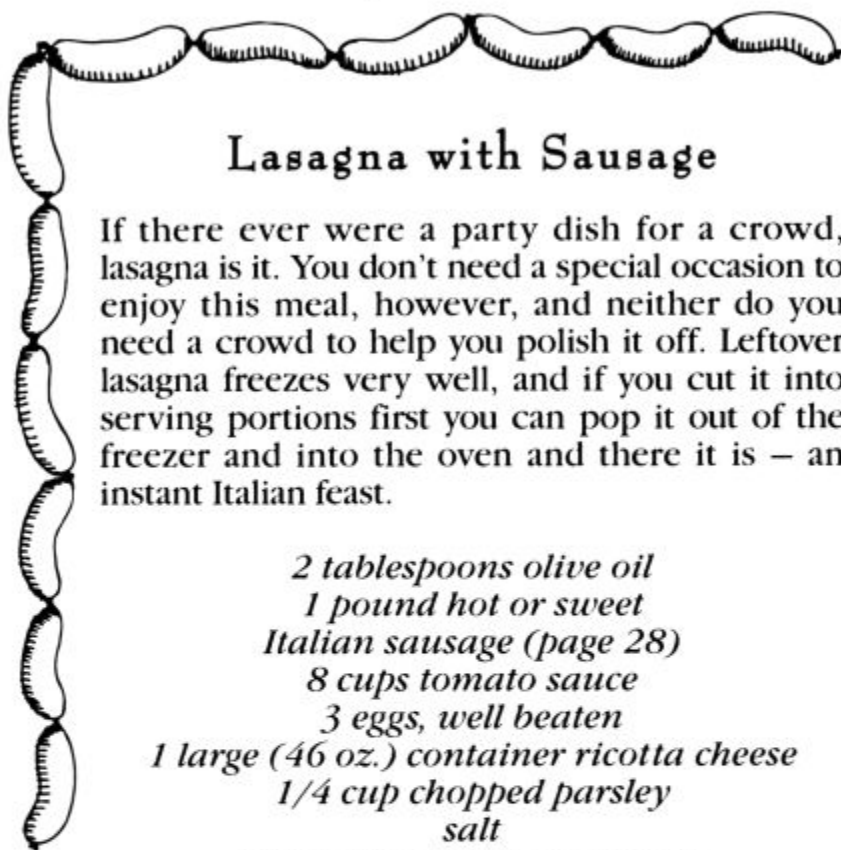 Lasagna with Sausage
If there ever were a party dish for a crowd,
lasagna is it. You don't need a special occasion to
enjoy this meal, however, and neither do you
need a crowd to help you polish it off. Leftover
lasagna freezes very well, and if you cut it into
serving portions first you can pop it out of the
freezer and into the oven and there it is – an
instant Italian feast.
2 tablespoons olive oil
1 pound hot or sweet
Italian sausage (page 28)
8 cups tomato sauce
3 eggs, well beaten
1 large (46 oz.) container ricotta cheese
1/4 cup chopped parsley
salt